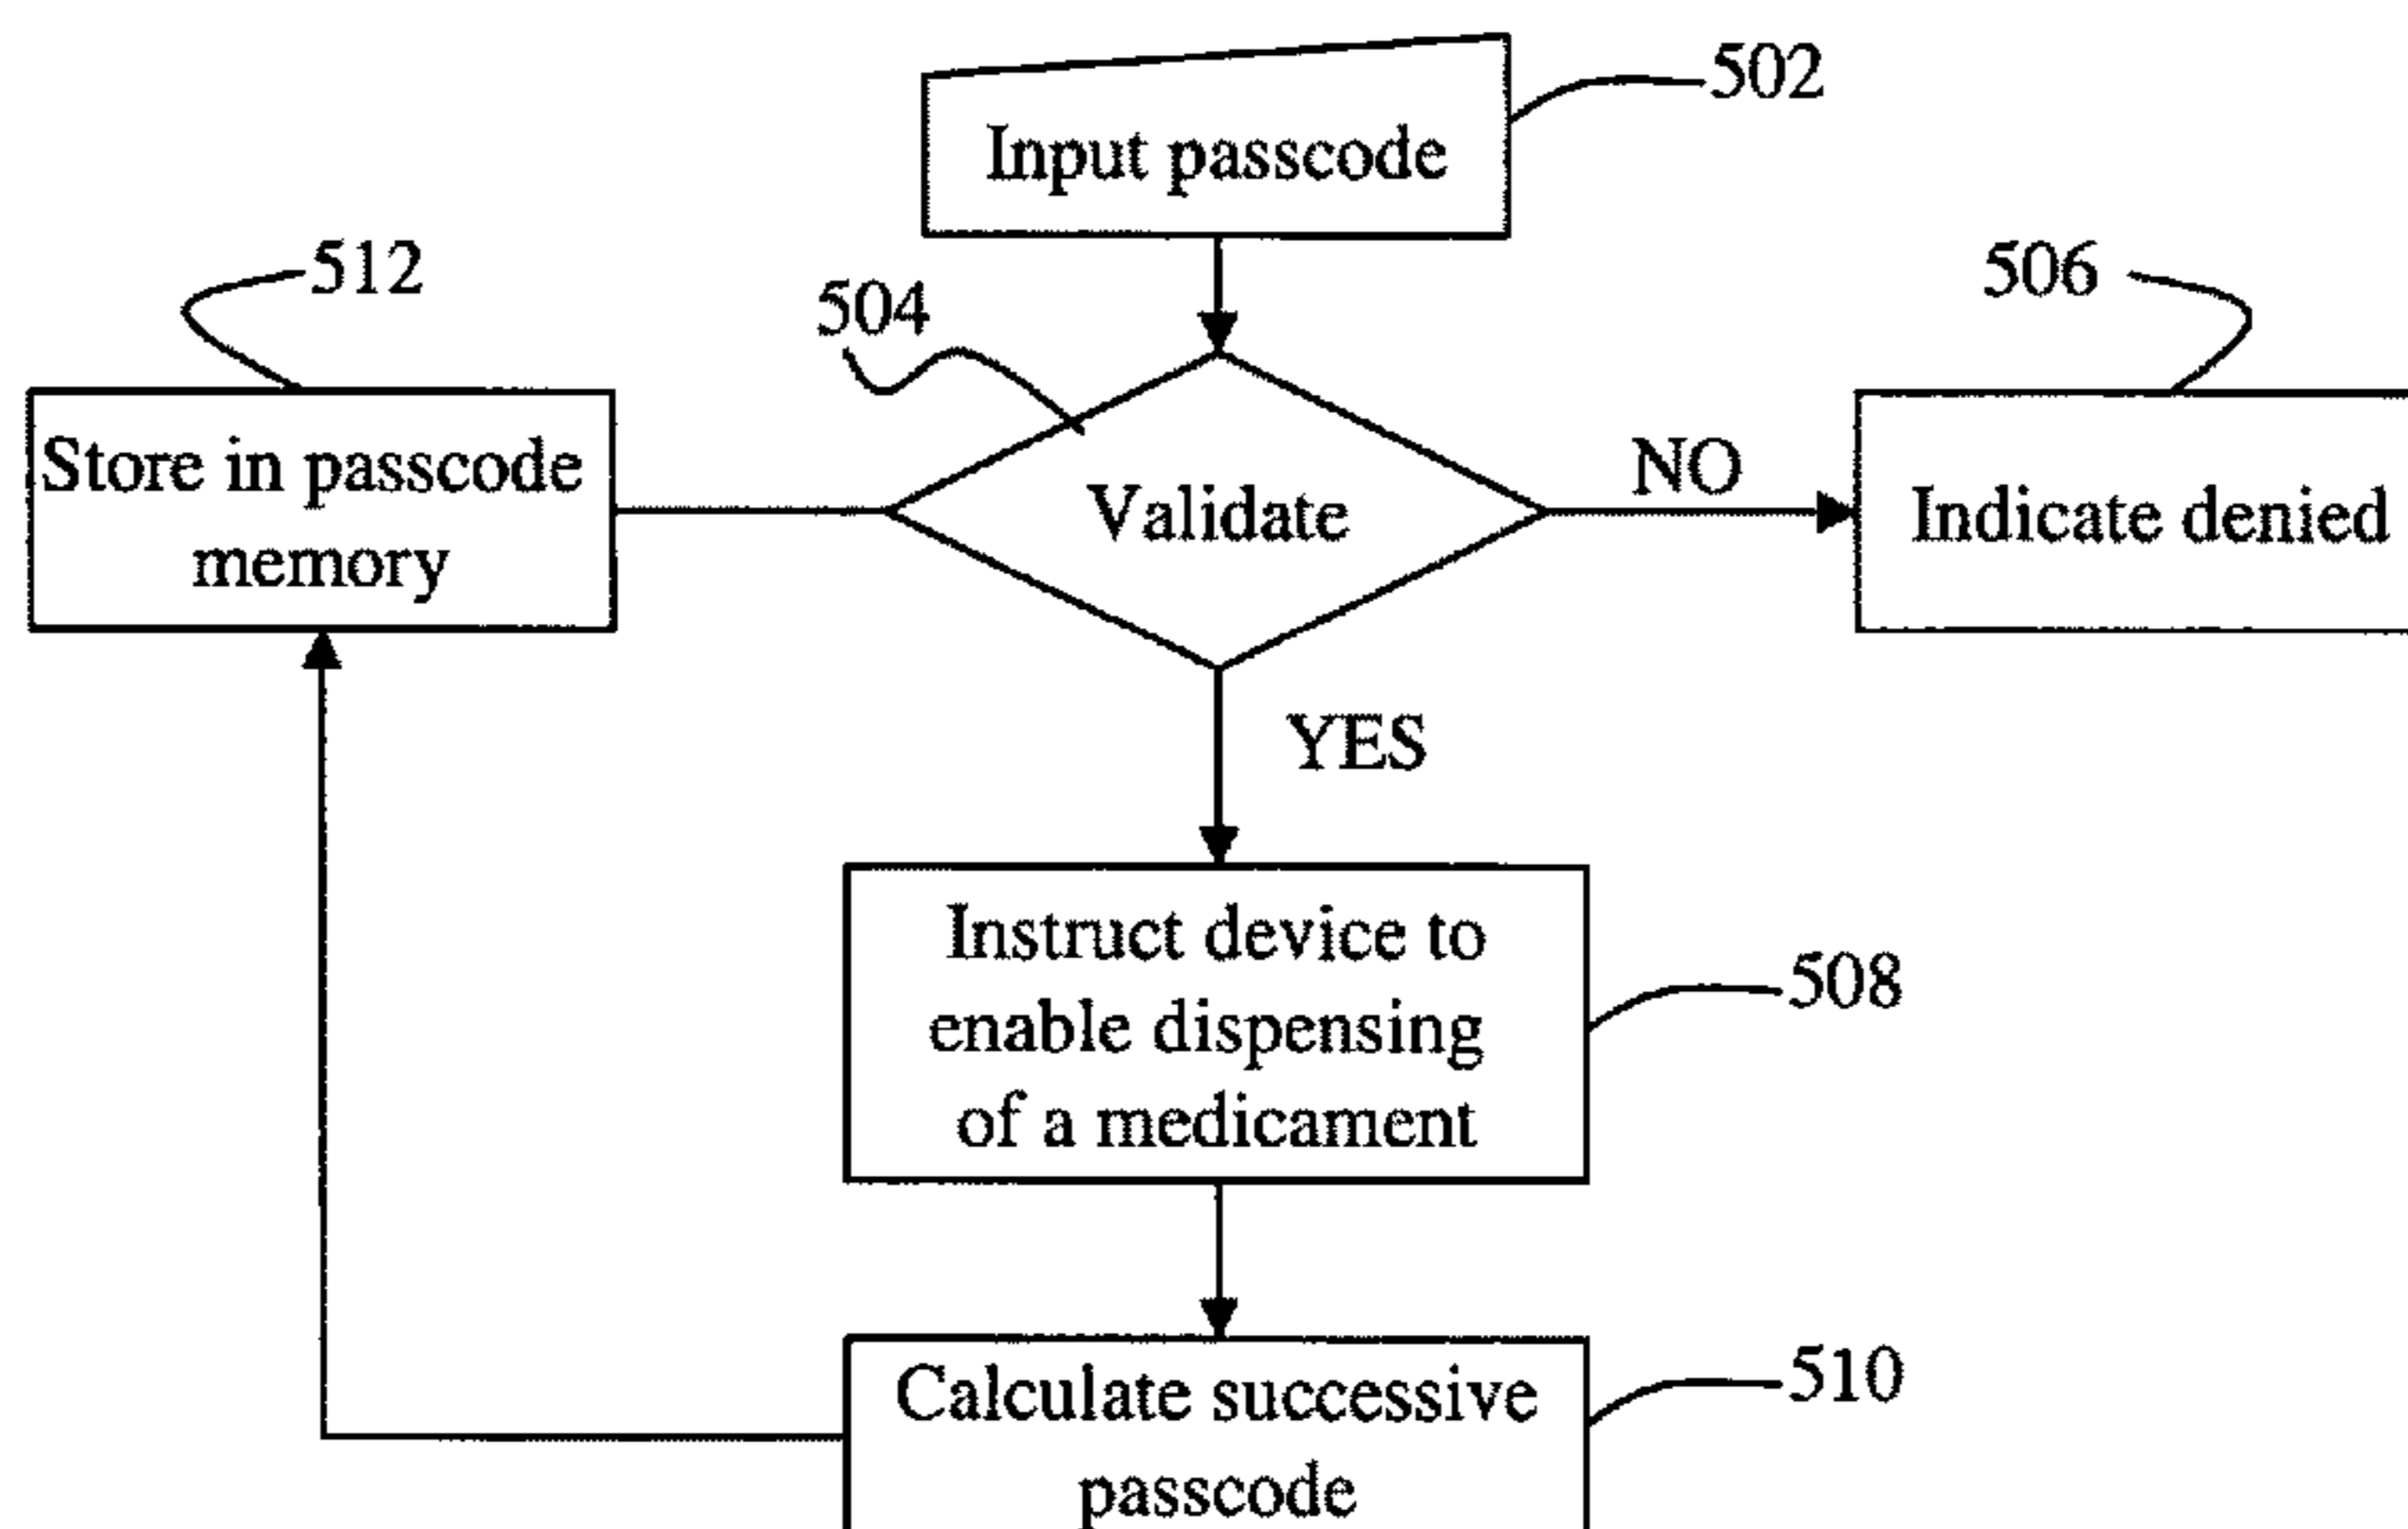 502
Input passcode
512
504
506
Store in passcode
memory
Validate
NO
Indicate denied
YES
Instruct device to
enable dispensing
of a medicament
508
Calculate successive
passcode
510